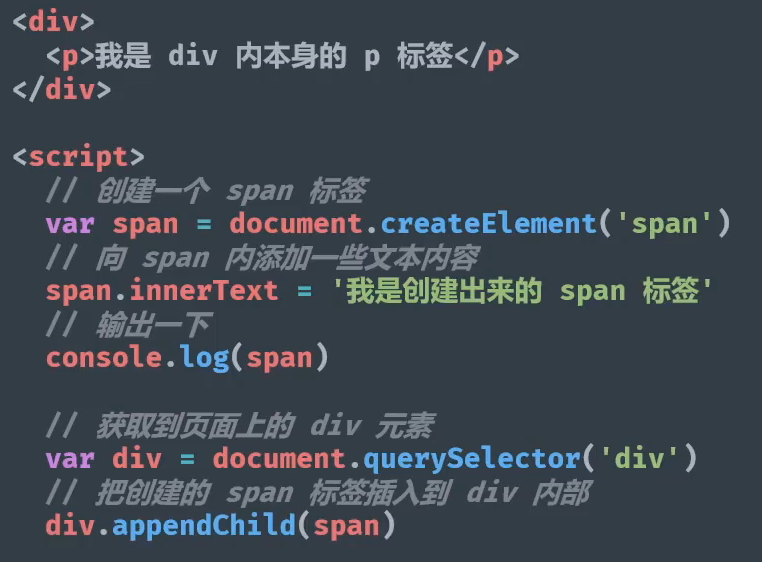 <div>
  <p>我是 div 内本身的 p 标签</p>
</div>

<script>
  // 创建一个 span 标签
  var span = document.createElement('span')
  // 向 span 内添加一些文本内容
  span.innerText = '我是创建出来的 span 标签'
  // 输出一下
  console.log(span)

  // 获取到页面上的 div 元素
  var div = document.querySelector('div')
  // 把创建的 span 标签插入到 div 内部
  div.appendChild(span)